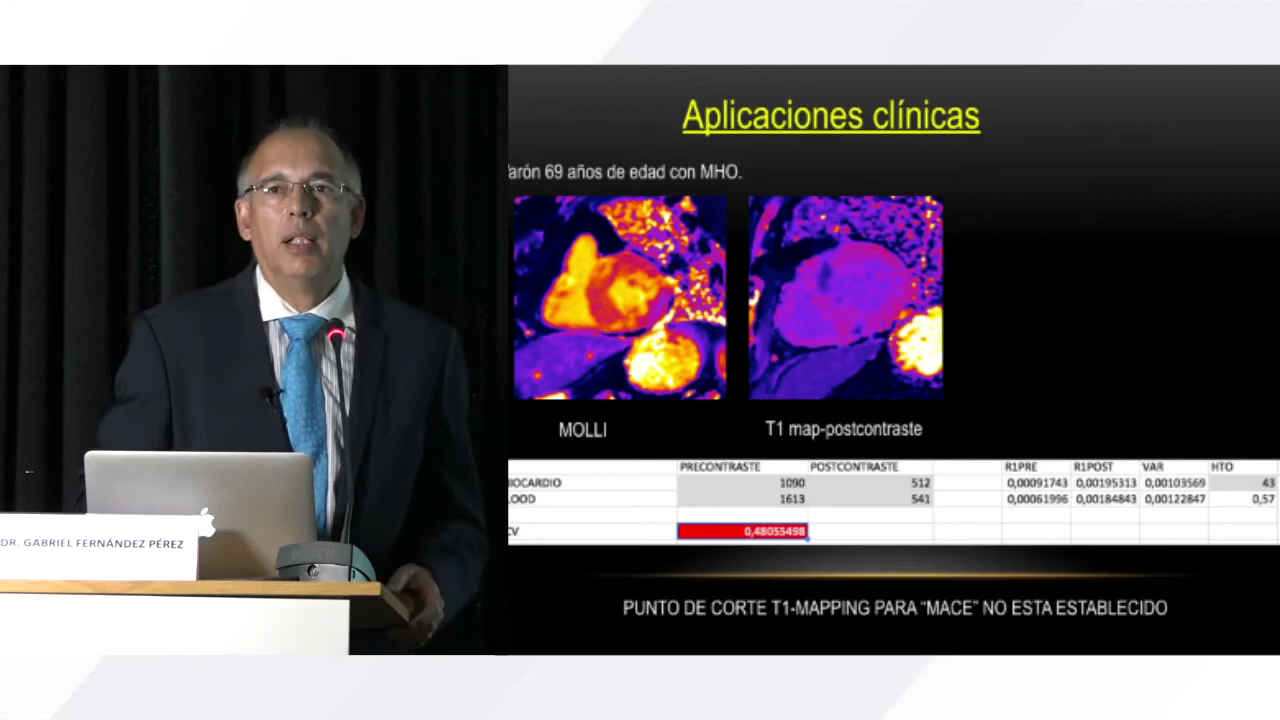 Aplicaciones clínicas
arón 69 años de edad con MHO.
MOLLI
T1 map-postcontraste
PRECONTRASTE POSTCONTRASTE R1PRE R1POST VAR HTO
IOCARDIO 1090 512 0,00091743 0,00195313 0,00103569 43
LOOD 1613 541 0,00061996 0,00184843 0,00122847 0,57
CV 0,48055498
PUNTO DE CORTE T1-MAPPING PARA “MACE” NO ESTA ESTABLECIDO
DR. GABRIEL FERNÁNDEZ PÉREZ